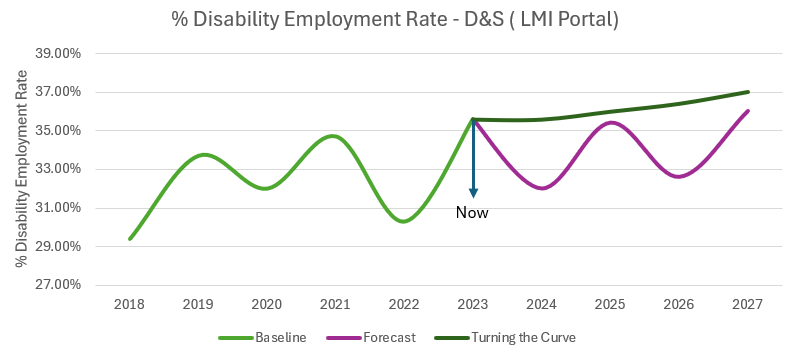 % Disability Employment Rate - D&S ( LMI Portal)
% Disability Employment Rate
39.00%
37.00%
35.00%
33.00%
31.00%
29.00%
27.00%
Now
2018 2019 2020 2021 2022 2023 2024 2025 2026 2027
Baseline Forecast Turning the Curve